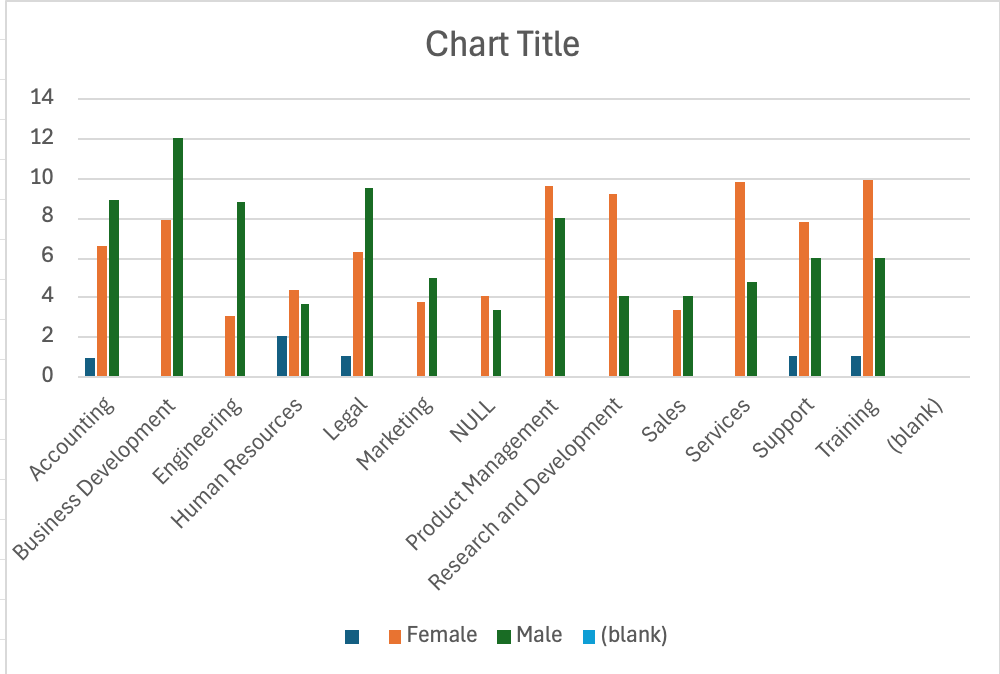 Chart Title
14
12
10
8
6
4
2
0
Accounting
Business Development
Engineering
Human Resources
Legal
Marketing
NULL
Product Management
Research and Development
Sales
Services
Support
Training
(blank)
Female Male (blank)